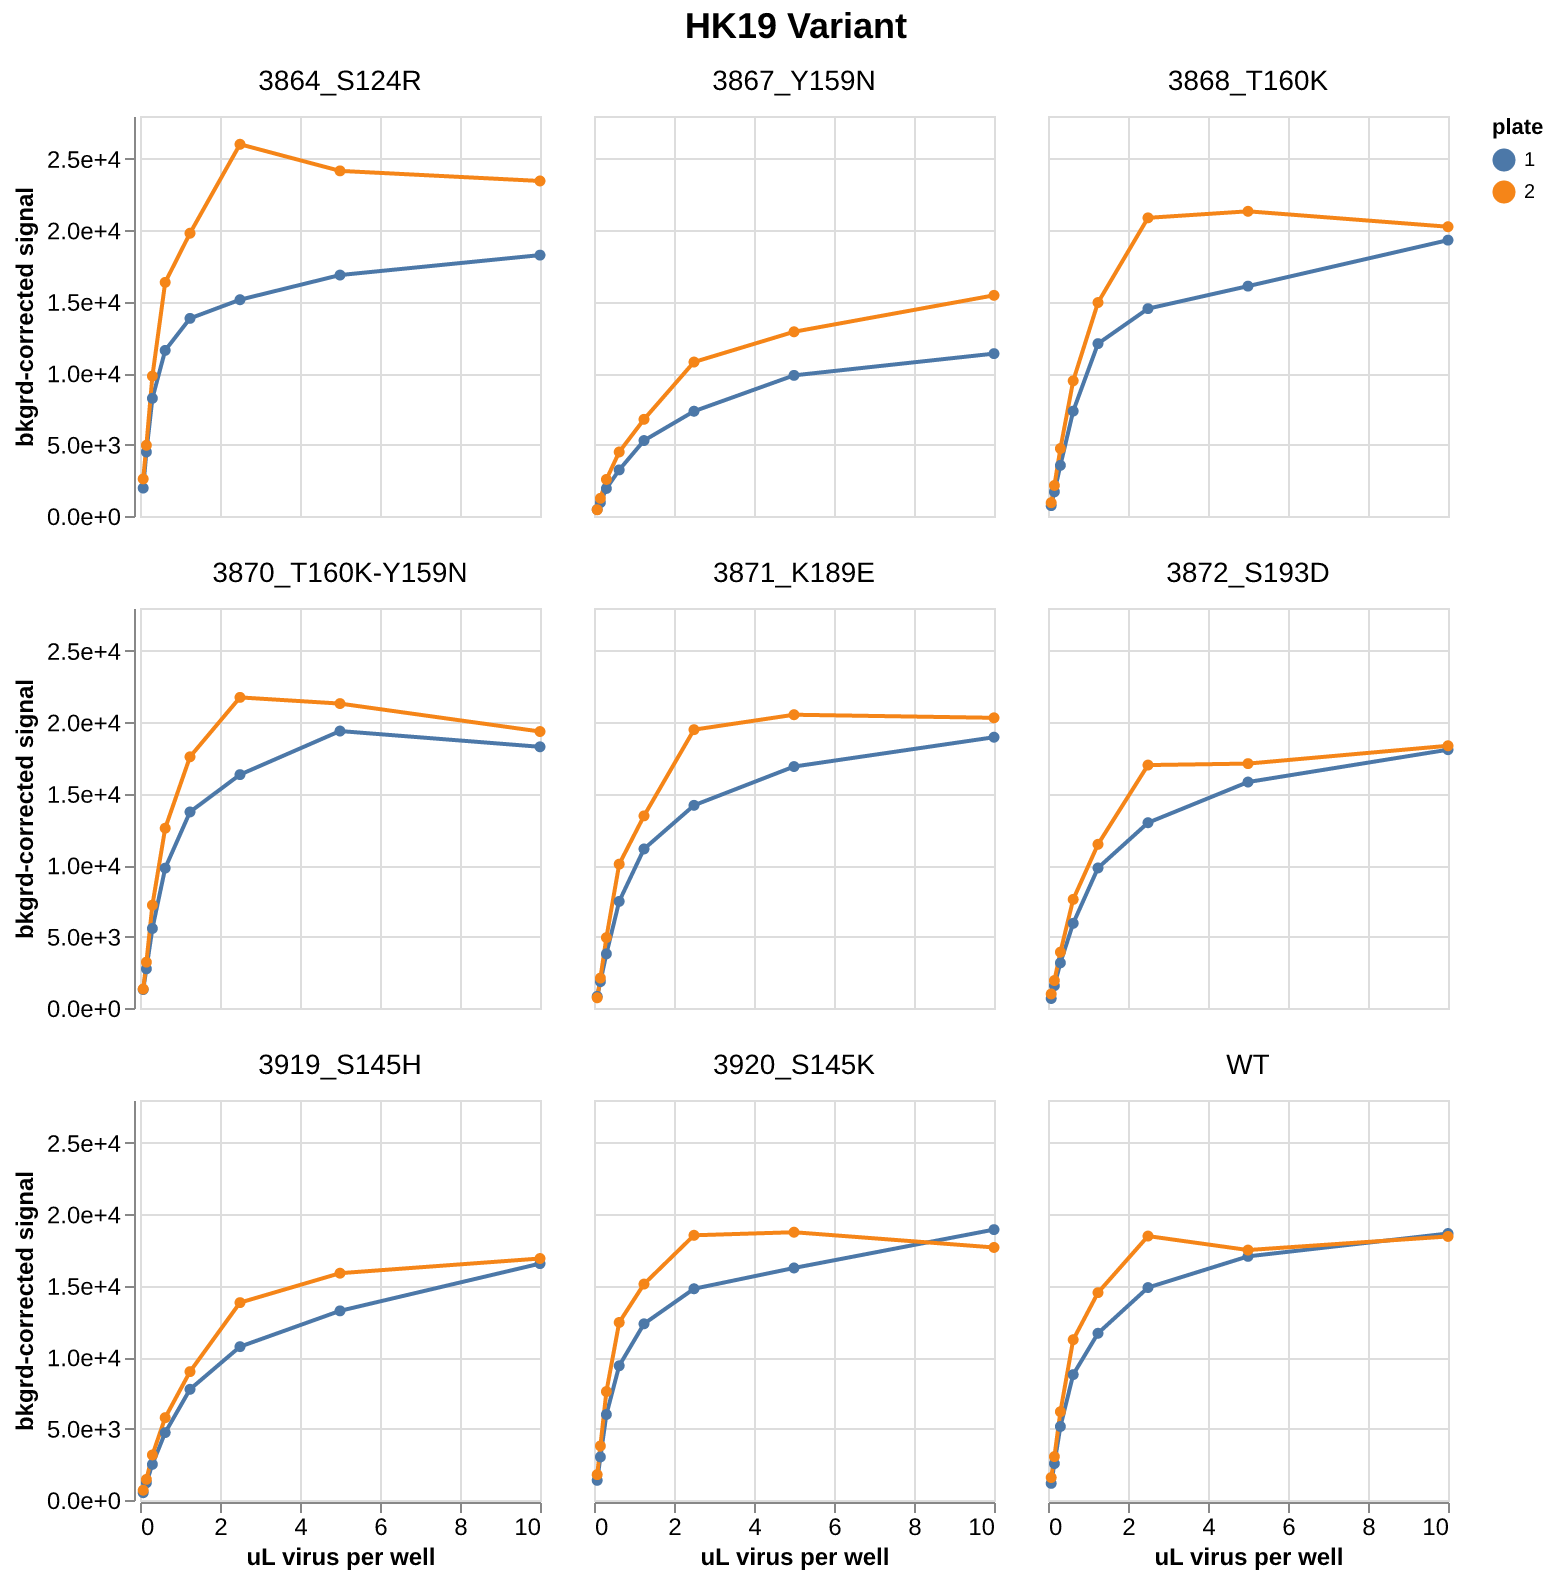 HK19 Variant
3864_S124R
3867_Y159N
3868_T160K
plate
1
2
bkgrd-corrected signal
2.5e+4
2.0e+4
1.5e+4
1.0e+4
5.0e+3
0.0e+0
3870_T160K-Y159N
3871_K189E
3872_S193D
bkgrd-corrected signal
2.5e+4
2.0e+4
1.5e+4
1.0e+4
5.0e+3
0.0e+0
3919_S145H
3920_S145K
WT
bkgrd-corrected signal
2.5e+4
2.0e+4
1.5e+4
1.0e+4
5.0e+3
0.0e+0
0 2 4 6 8 10
0 2 4 6 8 10
0 2 4 6 8 10
uL virus per well
uL virus per well
uL virus per well